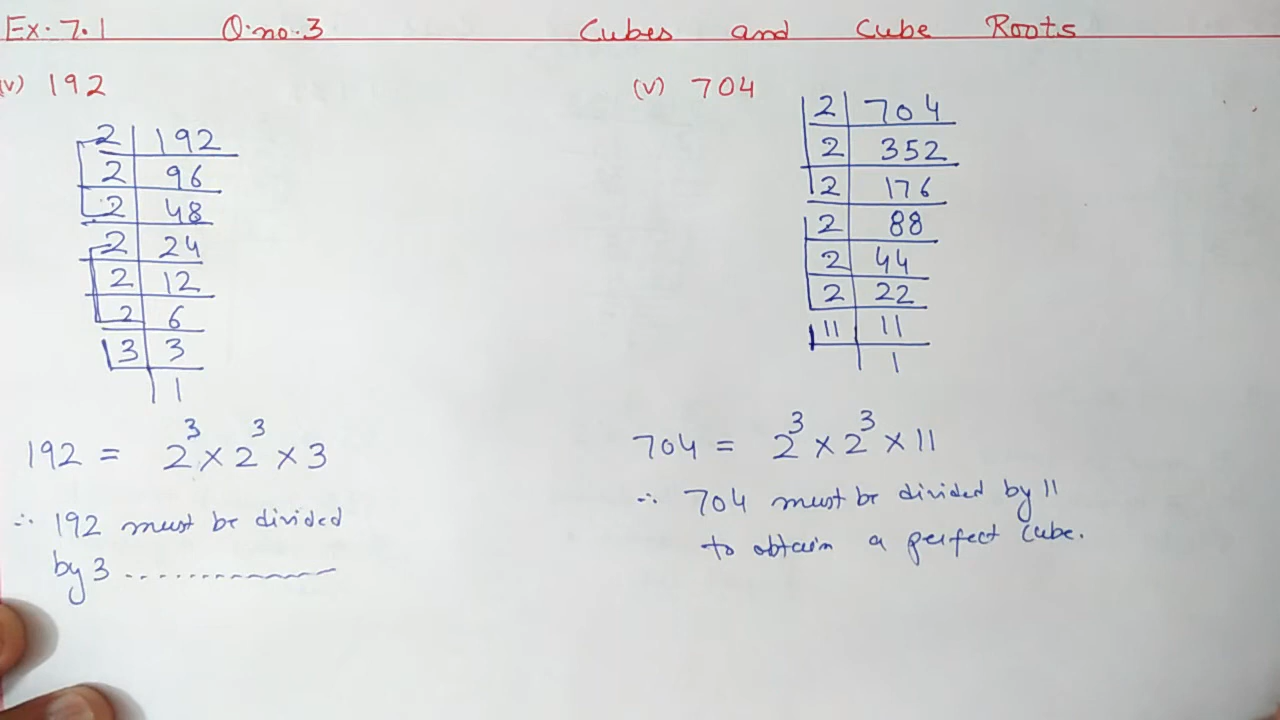 Ex. 7.1 Q.no.3 Cubes and Cube Roots
(v) 192
2 | 192
2 | 96
2 | 48
2 | 24
2 | 12
2 | 6
3 | 3
| 1
192 = 2³ × 2³ × 3
∴ 192 must be divided
by 3 ..............
(v) 704
2 | 704
2 | 352
2 | 176
2 | 88
2 | 44
2 | 22
11 | 11
| 1
704 = 2³ × 2³ × 11
∴ 704 must be divided by 11
to obtain a perfect cube.